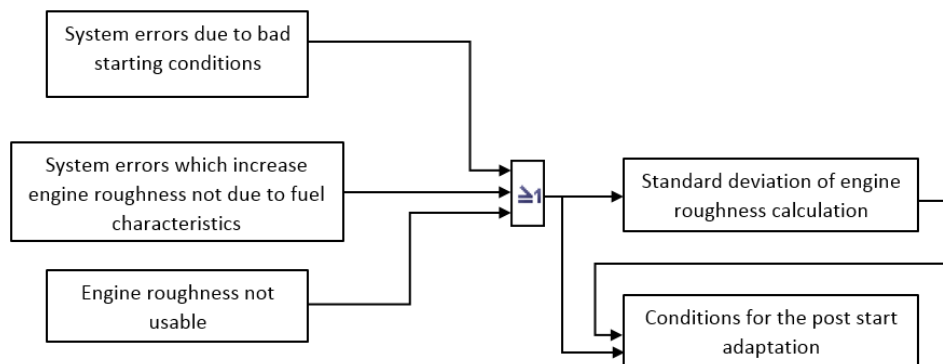 System errors due to bad
starting conditions
System errors which increase
engine roughness not due to fuel
characteristics
Engine roughness not
usable
≥1
Standard deviation of engine
roughness calculation
Conditions for the post start
adaptation